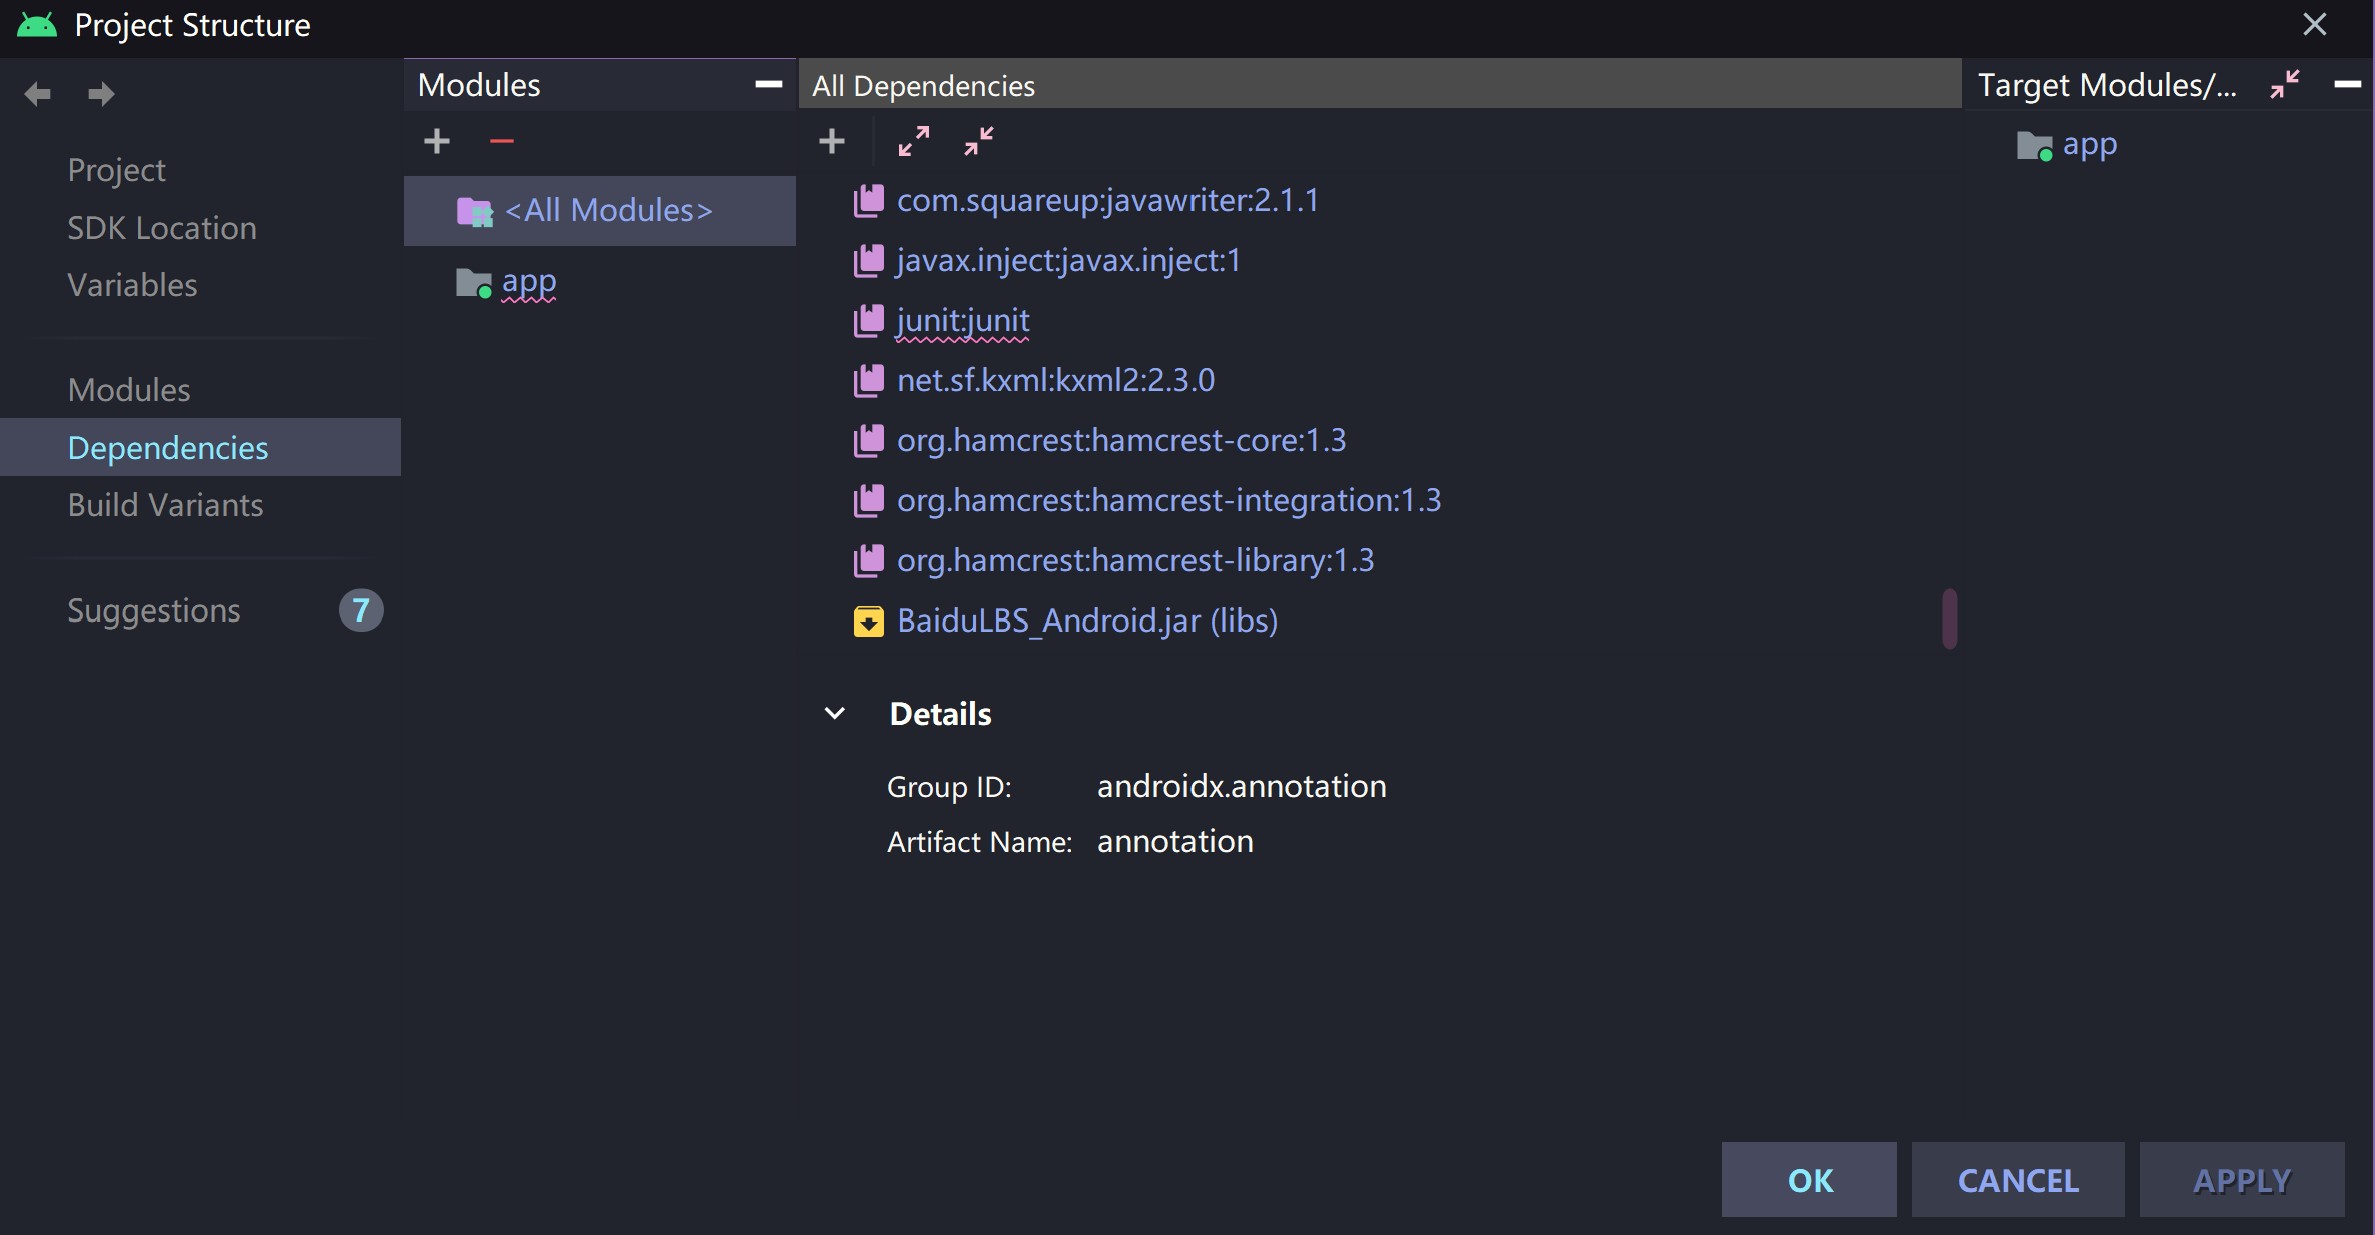 Project Structure
Project
SDK Location
Variables
Modules
Dependencies
Build Variants
Suggestions 7
Modules
<All Modules>
app
All Dependencies
com.squareup:javawriter:2.1.1
javax.inject:javax.inject:1
junit:junit
net.sf.kxml:kxml2:2.3.0
org.hamcrest:hamcrest-core:1.3
org.hamcrest:hamcrest-integration:1.3
org.hamcrest:hamcrest-library:1.3
BaiduLBS_Android.jar (libs)
Details
Group ID: androidx.annotation
Artifact Name: annotation
Target Modules/...
app
OK CANCEL APPLY